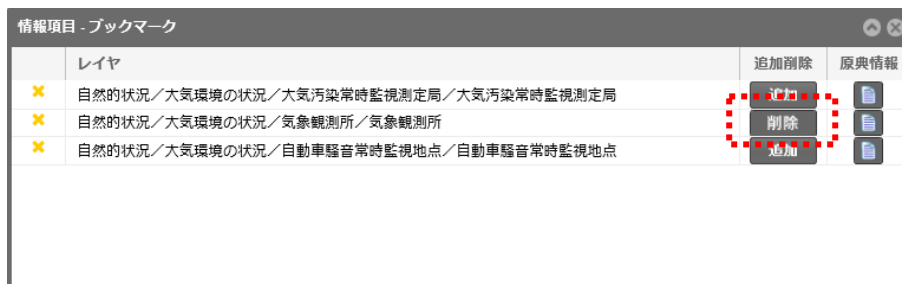 情報項目 - ブックマーク
レイヤ 追加削除 原典情報
自然的状況／大気環境の状況／大気汚染常時監視測定局／大気汚染常時監視測定局 追加
自然的状況／大気環境の状況／気象観測所／気象観測所 削除
自然的状況／大気環境の状況／自動車騒音常時監視地点／自動車騒音常時監視地点 追加